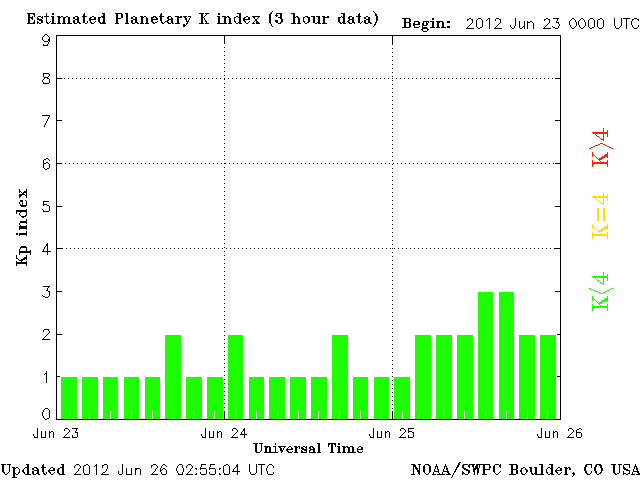 Estimated Planetary K index (3 hour data)
Begin: 2012 Jun 23 0000 UTC
9
8
7
6
5
4
3
2
1
0
Kp index
K>4
K=4
K<4
Jun 23
Jun 24
Jun 25
Jun 26
Universal Time
Updated 2012 Jun 26 02:55:04 UTC
NOAA/SWPC Boulder, CO USA